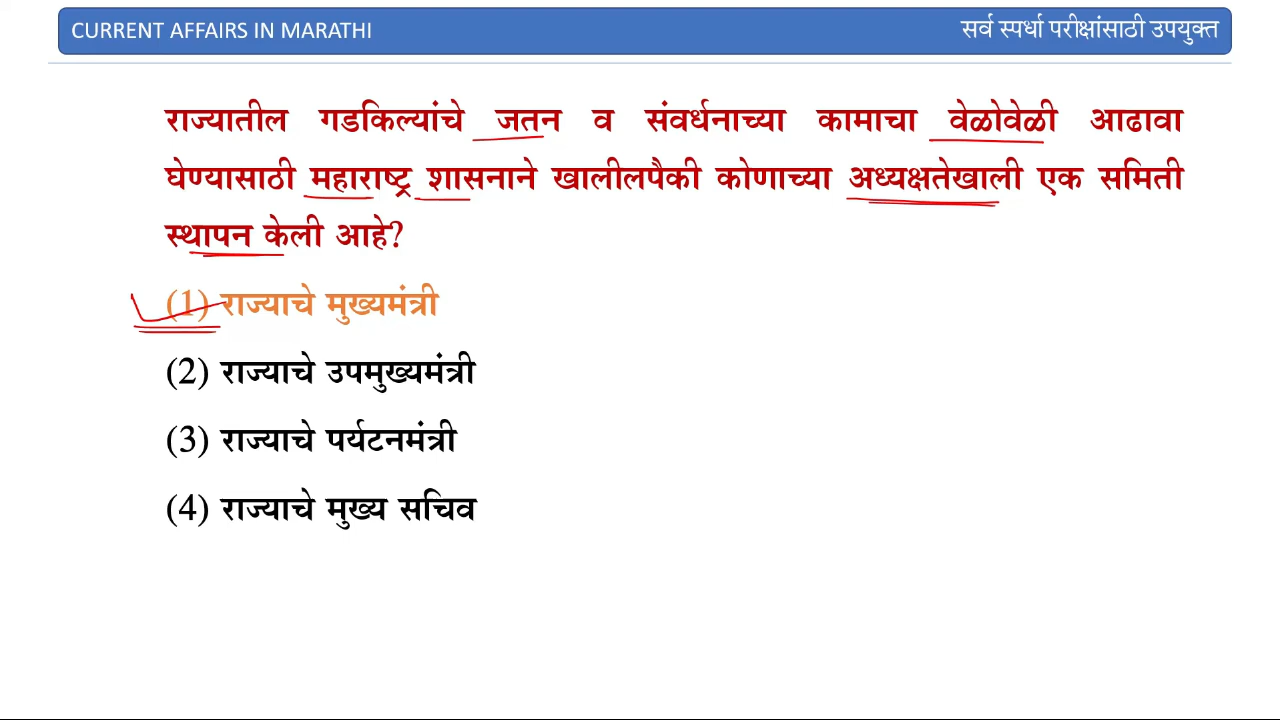 CURRENT AFFAIRS IN MARATHI
सर्व स्पर्धा परीक्षांसाठी उपयुक्त
राज्यातील गडकिल्यांचे जतन व संवर्धनाच्या कामाचा वेळोवेळी आढावा
घेण्यासाठी महाराष्ट्र शासनाने खालीलपैकी कोणाच्या अध्यक्षतेखाली एक समिती
स्थापन केली आहे?
(1) राज्याचे मुख्यमंत्री
(2) राज्याचे उपमुख्यमंत्री
(3) राज्याचे पर्यटनमंत्री
(4) राज्याचे मुख्य सचिव